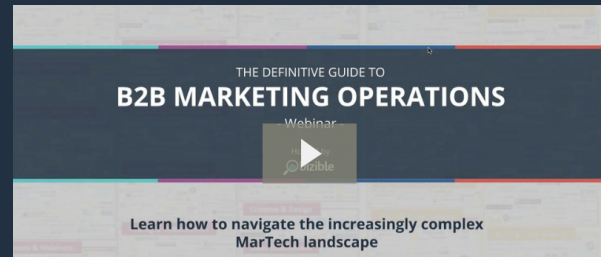 THE DEFINITIVE GUIDE TO
B2B MARKETING OPERATIONS
- Webinar -
bizible
Learn how to navigate the increasingly complex
MarTech landscape